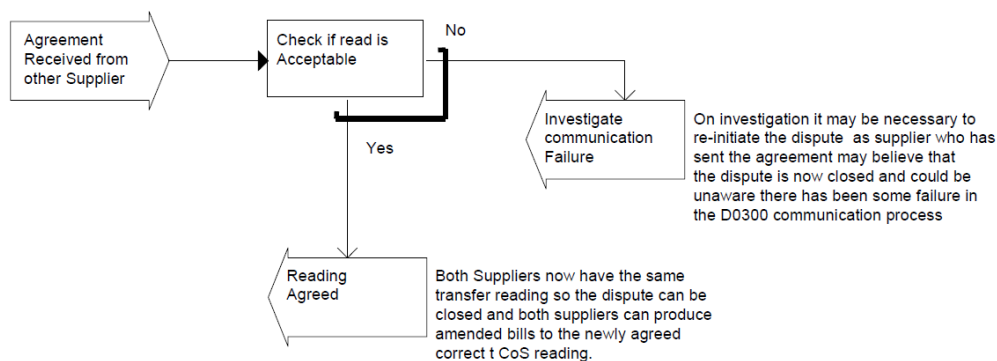 Agreement
Received from
other Supplier
Check if read is
Acceptable
No
Yes
Investigate
communication
Failure
On investigation it may be necessary to
re-initiate the dispute as supplier who has
sent the agreement may believe that
the dispute is now closed and could be
unaware there has been some failure in
the D0300 communication process
Reading
Agreed
Both Suppliers now have the same
transfer reading so the dispute can be
closed and both suppliers can produce
amended bills to the newly agreed
correct t CoS reading.